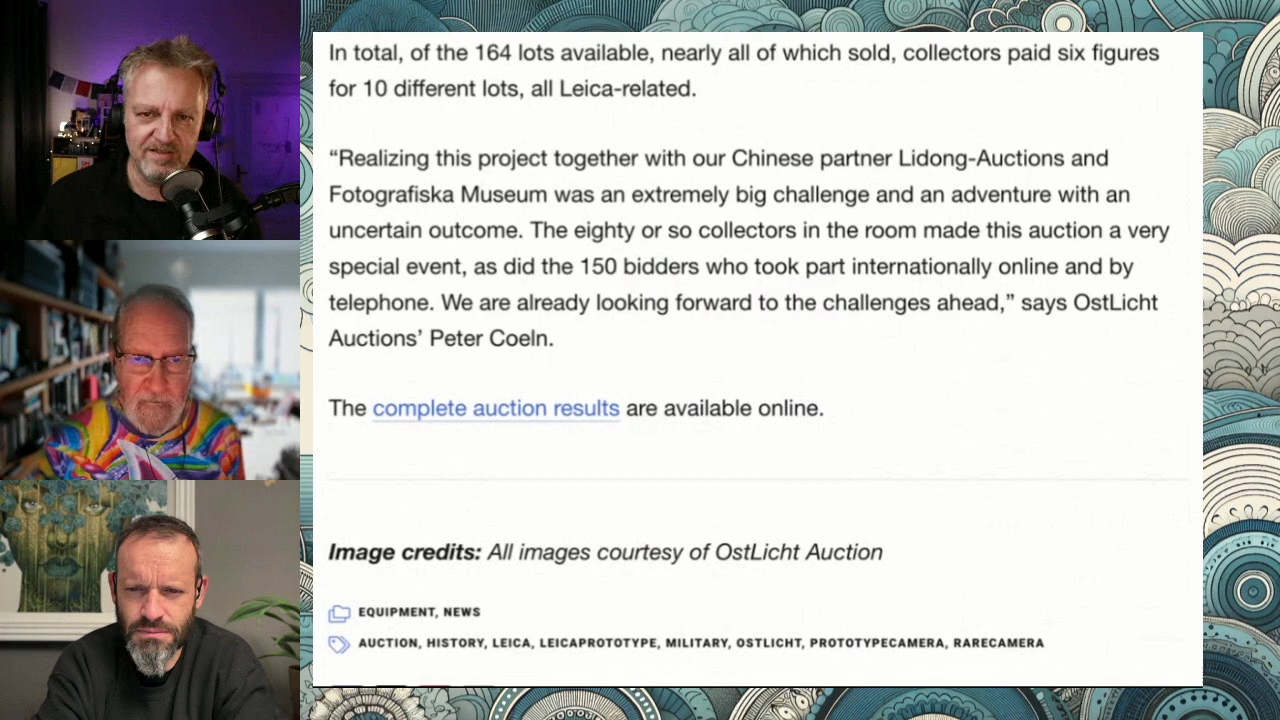 In total, of the 164 lots available, nearly all of which sold, collectors paid six figures
for 10 different lots, all Leica-related.
“Realizing this project together with our Chinese partner Lidong-Auctions and
Fotografiska Museum was an extremely big challenge and an adventure with an
uncertain outcome. The eighty or so collectors in the room made this auction a very
special event, as did the 150 bidders who took part internationally online and by
telephone. We are already looking forward to the challenges ahead,” says OstLicht
Auctions’ Peter Coeln.
The complete auction results are available online.
Image credits: All images courtesy of OstLicht Auction
EQUIPMENT, NEWS
AUCTION, HISTORY, LEICA, LEICAPROTOTYPE, MILITARY, OSTLICHT, PROTOTYPECAMERA, RARECAMERA